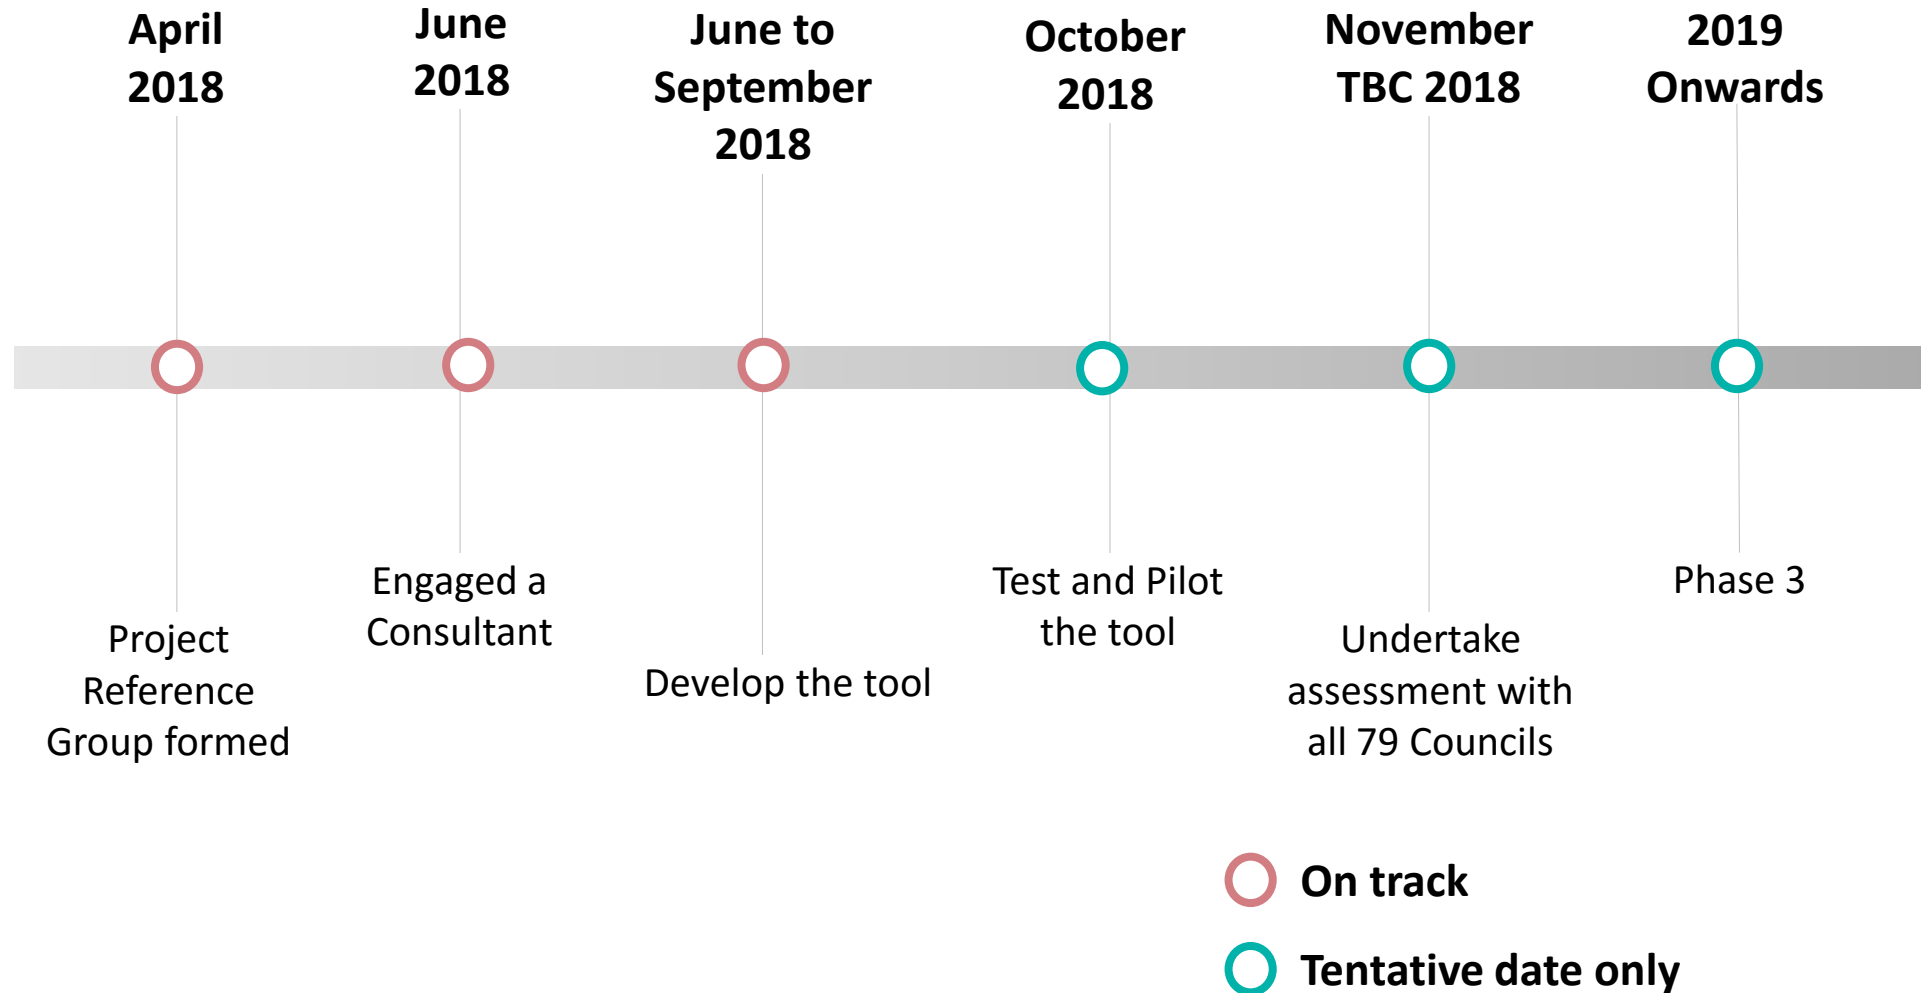 April
2018
June
2018
June to
September
2018
October
2018
November
TBC 2018
2019
Onwards
Project
Reference
Group formed
Engaged a
Consultant
Develop the tool
Test and Pilot
the tool
Undertake
assessment with
all 79 Councils
Phase 3
On track
Tentative date only